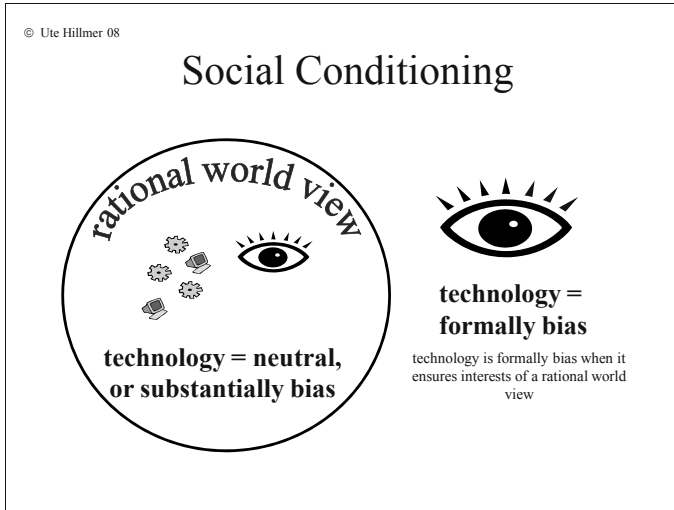 © Ute Hillmer 08
Social Conditioning
rational world view
technology = neutral,
or substantially bias
technology =
formally bias
technology is formally bias when it
ensures interests of a rational world
view